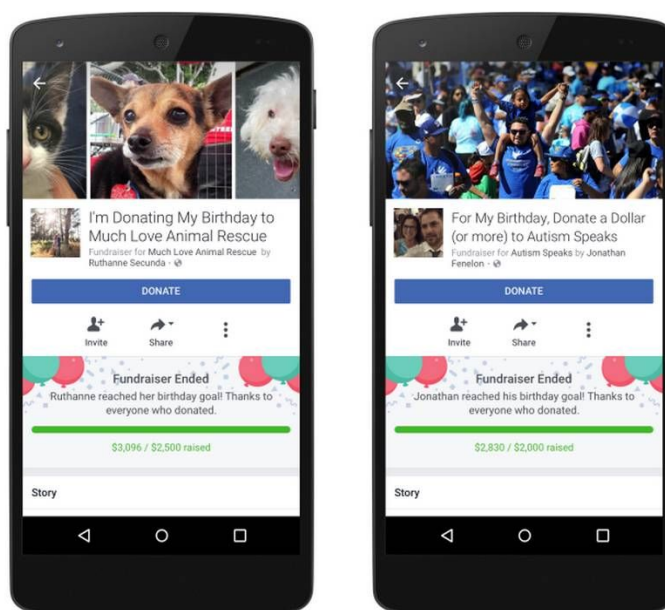 I'm Donating My Birthday to
Much Love Animal Rescue
Fundraiser for Much Love Animal Rescue by
Ruthanne Secunda
DONATE
Invite
Share
Fundraiser Ended
Ruthanne reached her birthday goal! Thanks to
everyone who donated.
$3,096 / $2,500 raised
Story
For My Birthday, Donate a Dollar
(or more) to Autism Speaks
Fundraiser for Autism Speaks by Jonathan
Fenelon
DONATE
Invite
Share
Fundraiser Ended
Jonathan reached his birthday goal! Thanks to
everyone who donated.
$2,830 / $2,000 raised
Story